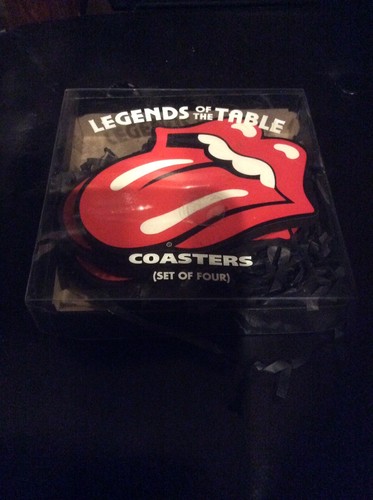 LEGENDS OF THE TABLE
COASTERS
(SET OF FOUR)